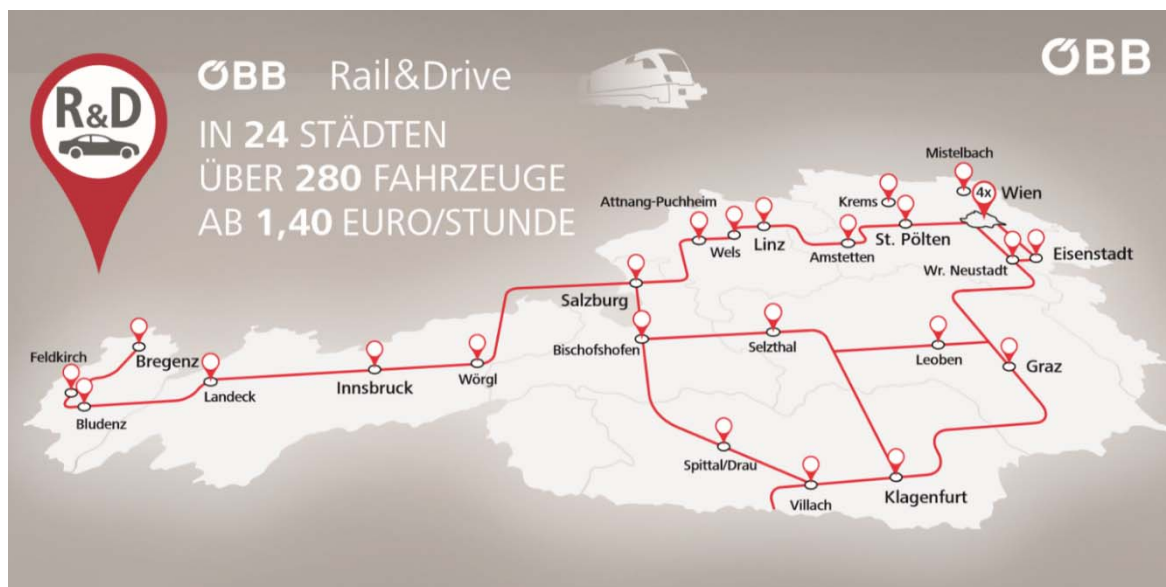 R&D
ÖBB Rail&Drive
IN 24 STÄDTEN
ÜBER 280 FAHRZEUGE
AB 1,40 EURO/STUNDE
ÖBB
Mistelbach
4x
Wien
Krems
Attnang-Puchheim
Wels
Linz
Amstetten
St. Pölten
Eisenstadt
Wr. Neustadt
Salzburg
Bischofshofen
Selzthal
Leoben
Graz
Feldkirch
Bregenz
Bludenz
Landeck
Innsbruck
Wörgl
Spittal/Drau
Villach
Klagenfurt